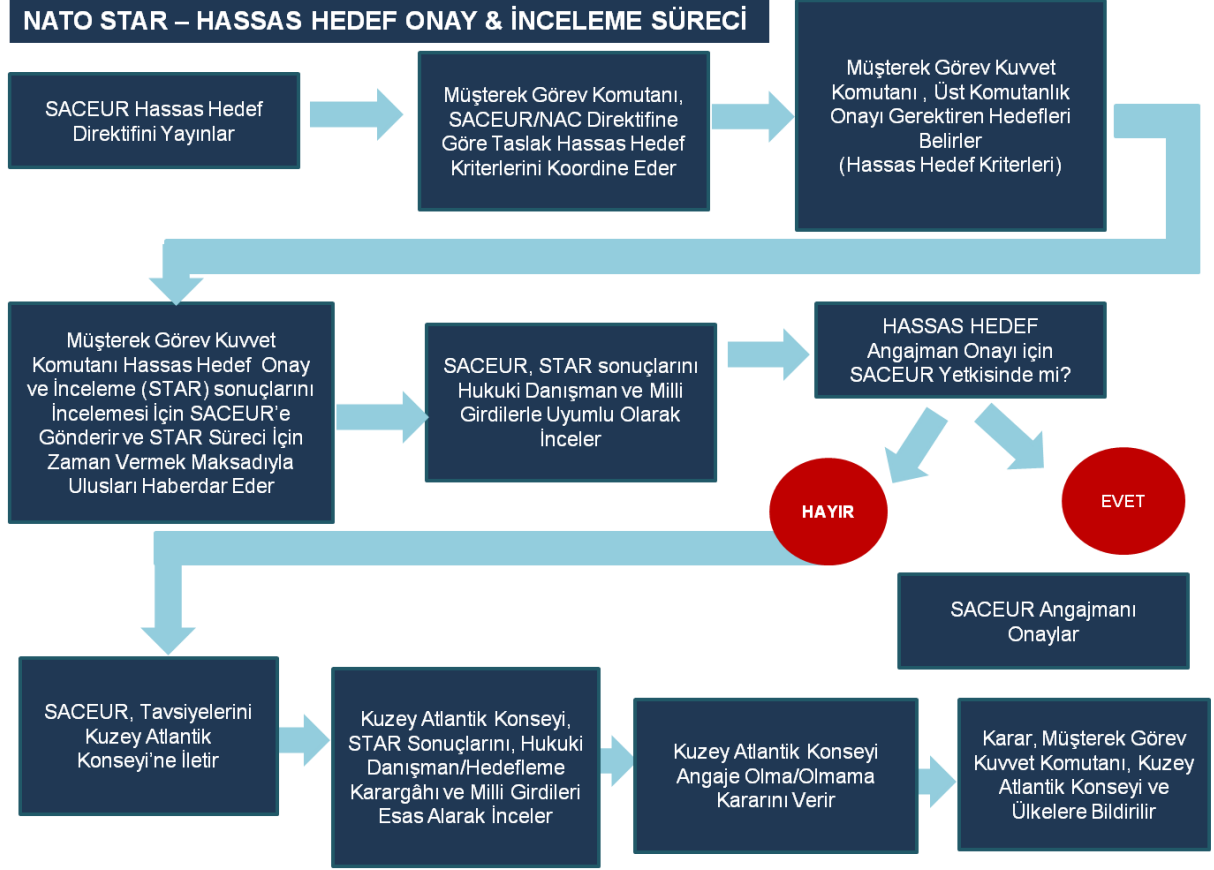 NATO STAR – HASSAS HEDEF ONAY & İNCELEME SÜRECİ
SACEUR Hassas Hedef
Direktifini Yayınlar
Müşterek Görev Komutanı,
SACEUR/NAC Direktifine
Göre Taslak Hassas Hedef
Kriterlerini Koordine Eder
Müşterek Görev Kuvvet
Komutanı , Üst Komutanlık
Onayı Gerektiren Hedefleri
Belirler
(Hassas Hedef Kriterleri)
Müşterek Görev Kuvvet
Komutanı Hassas Hedef Onay
ve İnceleme (STAR) sonuçlarını
İncelemesi İçin SACEUR’e
Gönderir ve STAR Süreci İçin
Zaman Vermek Maksadıyla
Ulusları Haberdar Eder
SACEUR, STAR sonuçlarını
Hukuki Danışman ve Milli
Girdilerle Uyumlu Olarak
İnceler
HASSAS HEDEF
Angajman Onayı için
SACEUR Yetkisinde mi?
HAYIR
EVET
SACEUR Angajmanı
Onaylar
SACEUR, Tavsiyelerini
Kuzey Atlantik
Konseyi’ne İletir
Kuzey Atlantik Konseyi,
STAR Sonuçlarını, Hukuki
Danışman/Hedefleme
Karargâhı ve Milli Girdileri
Esas Alarak İnceler
Kuzey Atlantik Konseyi
Angaje Olma/Olmama
Kararını Verir
Karar, Müşterek Görev
Kuvvet Komutanı, Kuzey
Atlantik Konseyi ve
Ülkelere Bildirilir